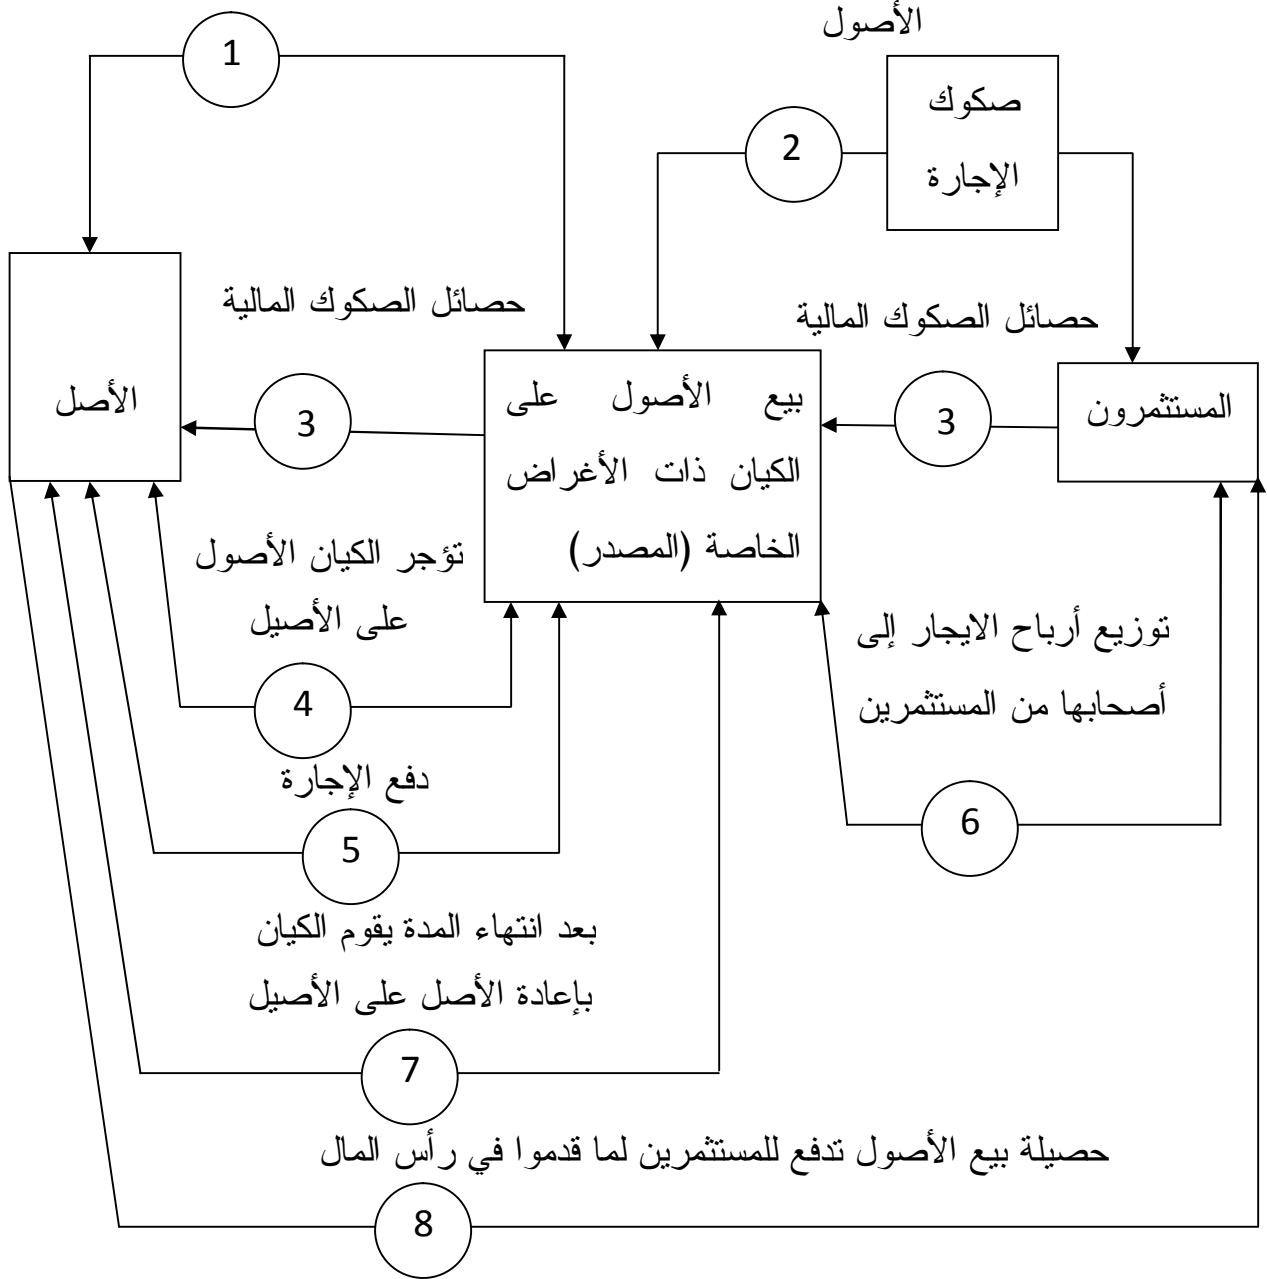 الأصول
1
صكوك
الإجارة
2
حصائل الصكوك المالية
حصائل الصكوك المالية
المستثمرون
3
بيع الأصول على
الكيان ذات الأغراض
الخاصة (المصدر)
3
الأصل
تؤجر الكيان الأصول
على الأصيل
4
توزيع أرباح الايجار إلى
أصحابها من المستثمرين
6
دفع الإجارة
5
بعد انتهاء المدة يقوم الكيان
بإعادة الأصل على الأصيل
7
حصيلة بيع الأصول تدفع للمستثمرين لما قدموا في رأس المال
8